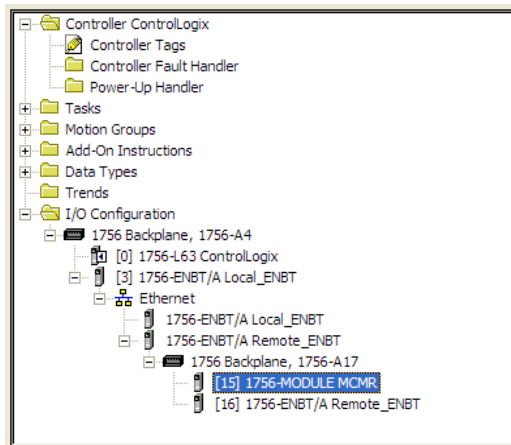 Controller ControlLogix
Controller Tags
Controller Fault Handler
Power-Up Handler
Tasks
Motion Groups
Add-On Instructions
Data Types
Trends
I/O Configuration
1756 Backplane, 1756-A4
[0] 1756-L63 ControlLogix
[3] 1756-ENBT/A Local_ENBT
Ethernet
1756-ENBT/A Local_ENBT
1756-ENBT/A Remote_ENBT
1756 Backplane, 1756-A17
[15] 1756-MODULE MCMR
[16] 1756-ENBT/A Remote_ENBT